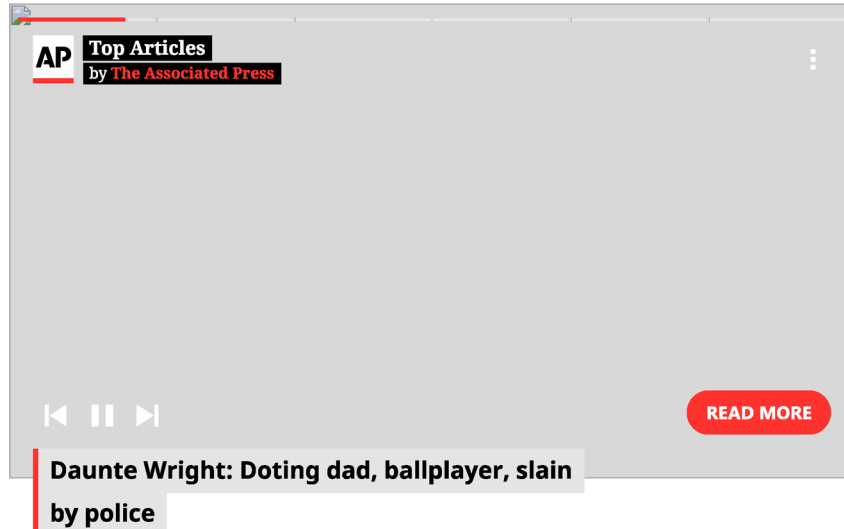 AP
Top Articles
by The Associated Press
READ MORE
Daunte Wright: Doting dad, ballplayer, slain
by police